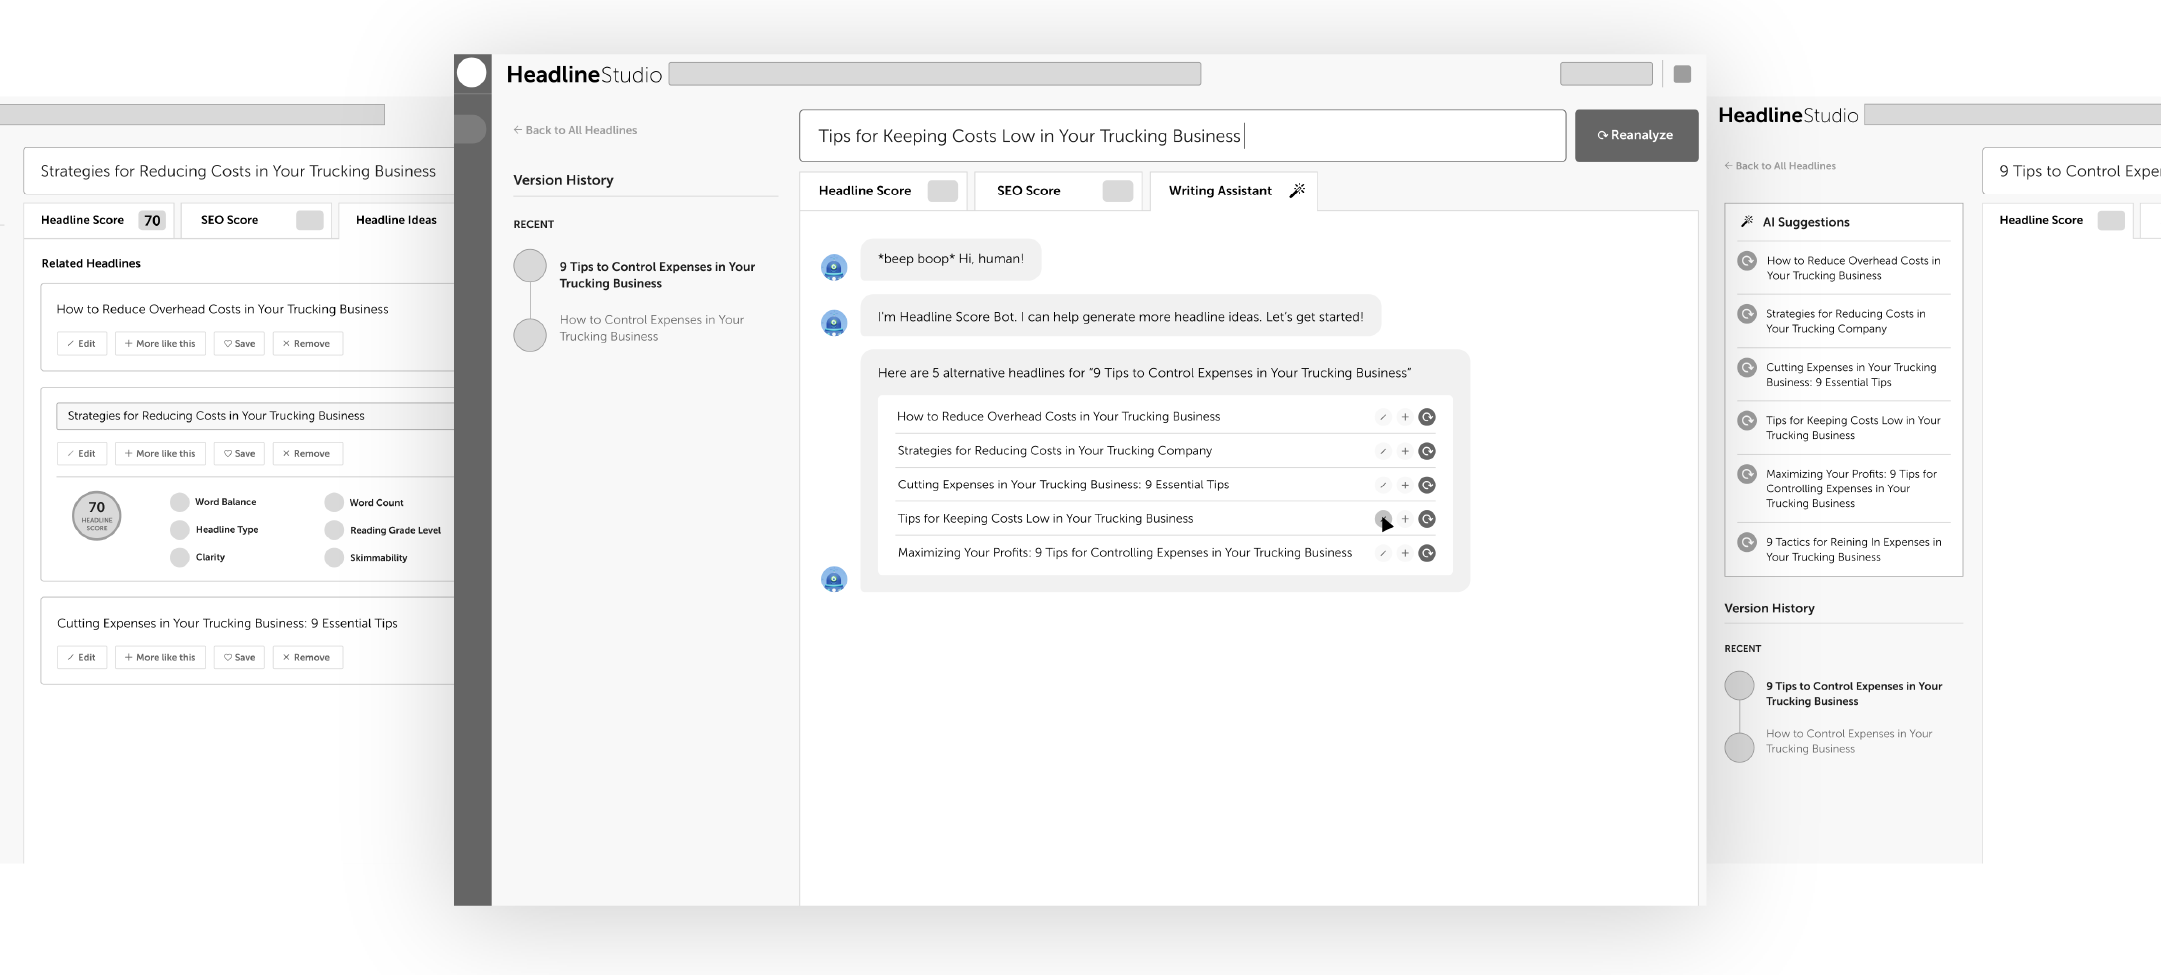 Strategies for Reducing Costs in Your Trucking Business
Headline Score 70
SEO Score
Headline Ideas
Related Headlines
How to Reduce Overhead Costs in Your Trucking Business
Edit
+ More like this
Save
× Remove
Strategies for Reducing Costs in Your Trucking Business
Edit
+ More like this
Save
× Remove
70
HEADLINE
SCORE
Word Balance
Word Count
Headline Type
Reading Grade Level
Clarity
Skimmability
Cutting Expenses in Your Trucking Business: 9 Essential Tips
Edit
+ More like this
Save
× Remove
HeadlineStudio
← Back to All Headlines
Version History
RECENT
9 Tips to Control Expenses in Your
Trucking Business
How to Control Expenses in Your
Trucking Business
Tips for Keeping Costs Low in Your Trucking Business
Reanalyze
Headline Score
SEO Score
Writing Assistant
*beep boop* Hi, human!
I'm Headline Score Bot. I can help generate more headline ideas. Let's get started!
Here are 5 alternative headlines for "9 Tips to Control Expenses in Your Trucking Business"
How to Reduce Overhead Costs in Your Trucking Business
Strategies for Reducing Costs in Your Trucking Company
Cutting Expenses in Your Trucking Business: 9 Essential Tips
Tips for Keeping Costs Low in Your Trucking Business
Maximizing Your Profits: 9 Tips for Controlling Expenses in Your Trucking Business
HeadlineStudio
← Back to All Headlines
AI Suggestions
How to Reduce Overhead Costs in
Your Trucking Business
Strategies for Reducing Costs in
Your Trucking Company
Cutting Expenses in Your Trucking
Business: 9 Essential Tips
Tips for Keeping Costs Low in Your
Trucking Business
Maximizing Your Profits: 9 Tips for
Controlling Expenses in Your
Trucking Business
9 Tactics for Reining In Expenses in
Your Trucking Business
Version History
RECENT
9 Tips to Control Expenses in Your
Trucking Business
How to Control Expenses in Your
Trucking Business
9 Tips to Control Expe
Headline Score